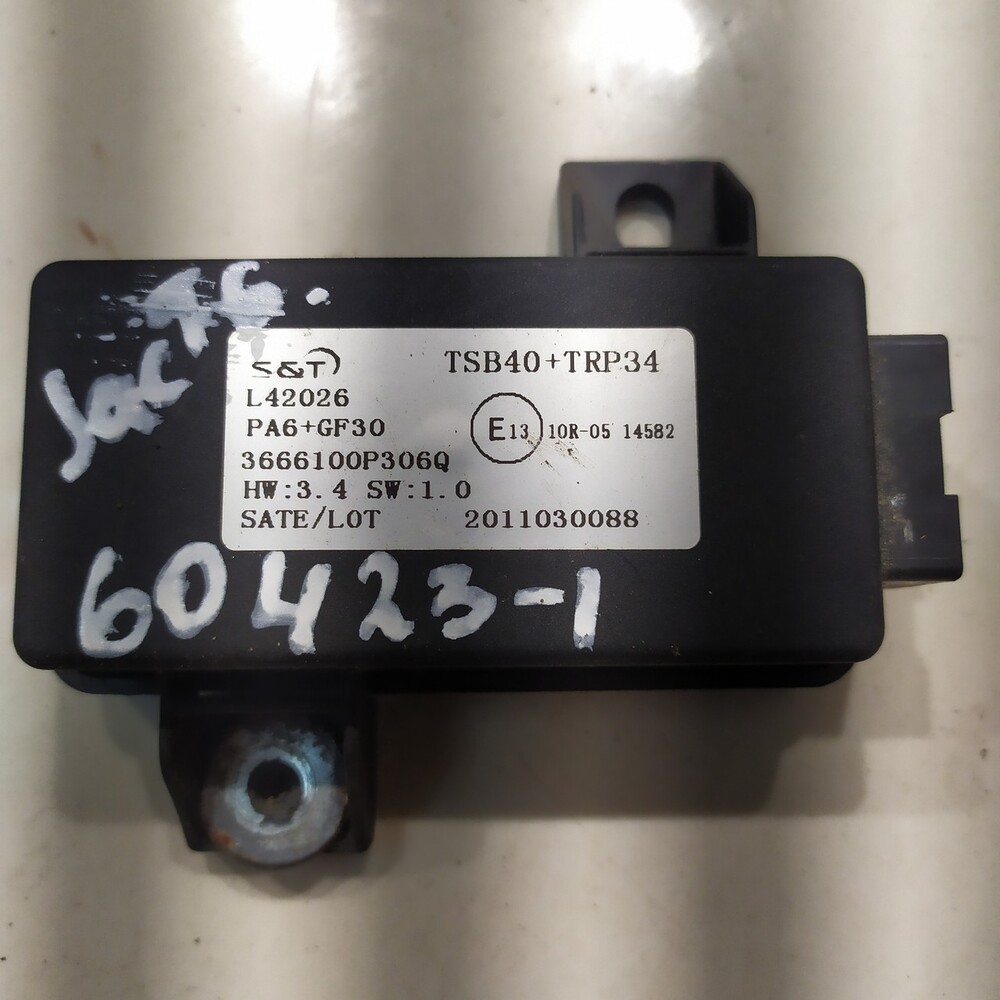 Jac
S&T TSB40+TRP34
L42026
PA6+GF30
E13 10R-05 14582
3666100P306Q
HW:3.4 SW:1.0
SATE/LOT 2011030088
60423-1